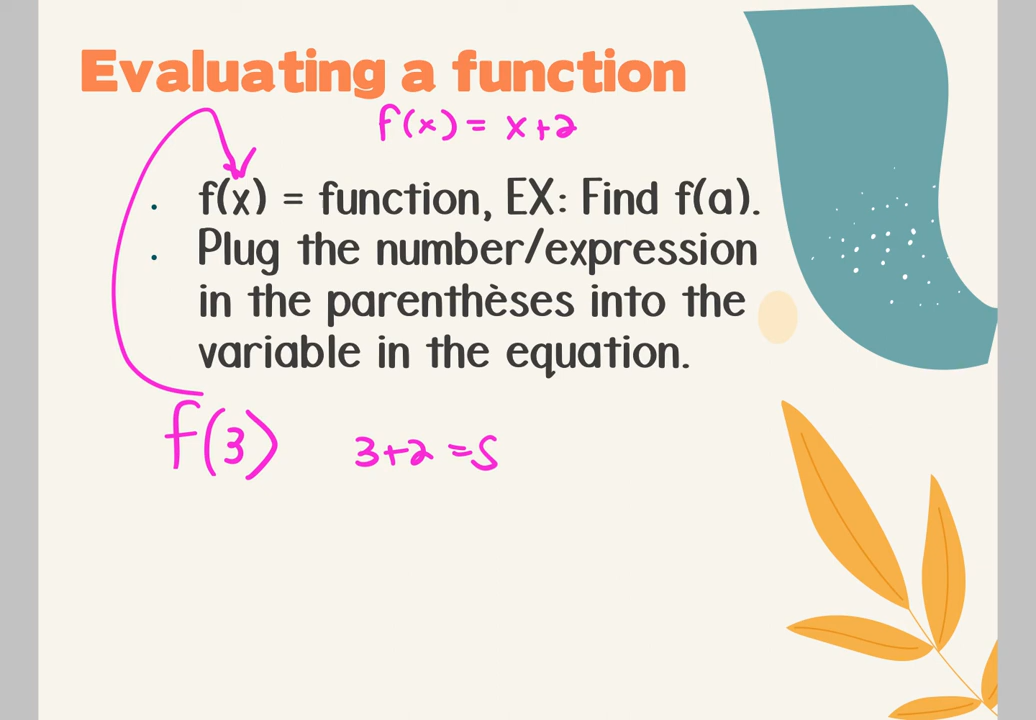 Evaluating a function
f(x) = x+2
f(x) = function, EX: Find f(a).
Plug the number/expression
in the parenthèses into the
variable in the equation.
f(3) 3+2 =5